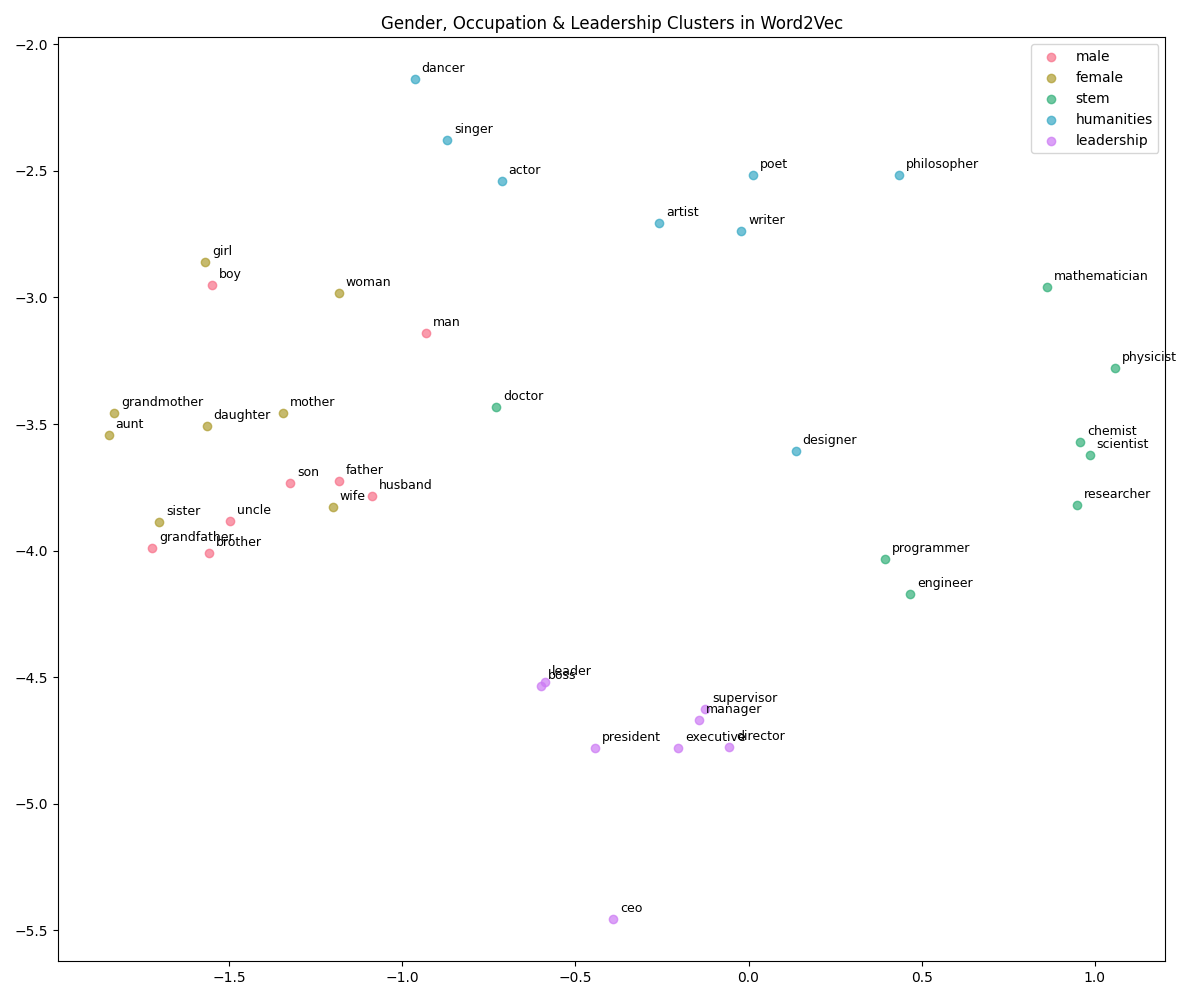 Gender, Occupation & Leadership Clusters in Word2Vec
male
female
stem
humanities
leadership
dancer
singer
actor
poet
philosopher
artist
writer
girl
boy
woman
man
mathematician
physicist
grandmother
aunt
daughter
mother
doctor
chemist
scientist
designer
son
father
husband
wife
researcher
sister
uncle
grandfather
brother
programmer
engineer
leader
boss
supervisor
manager
president
executive
director
ceo
−2.0
−2.5
−3.0
−3.5
−4.0
−4.5
−5.0
−5.5
−1.5
−1.0
−0.5
0.0
0.5
1.0